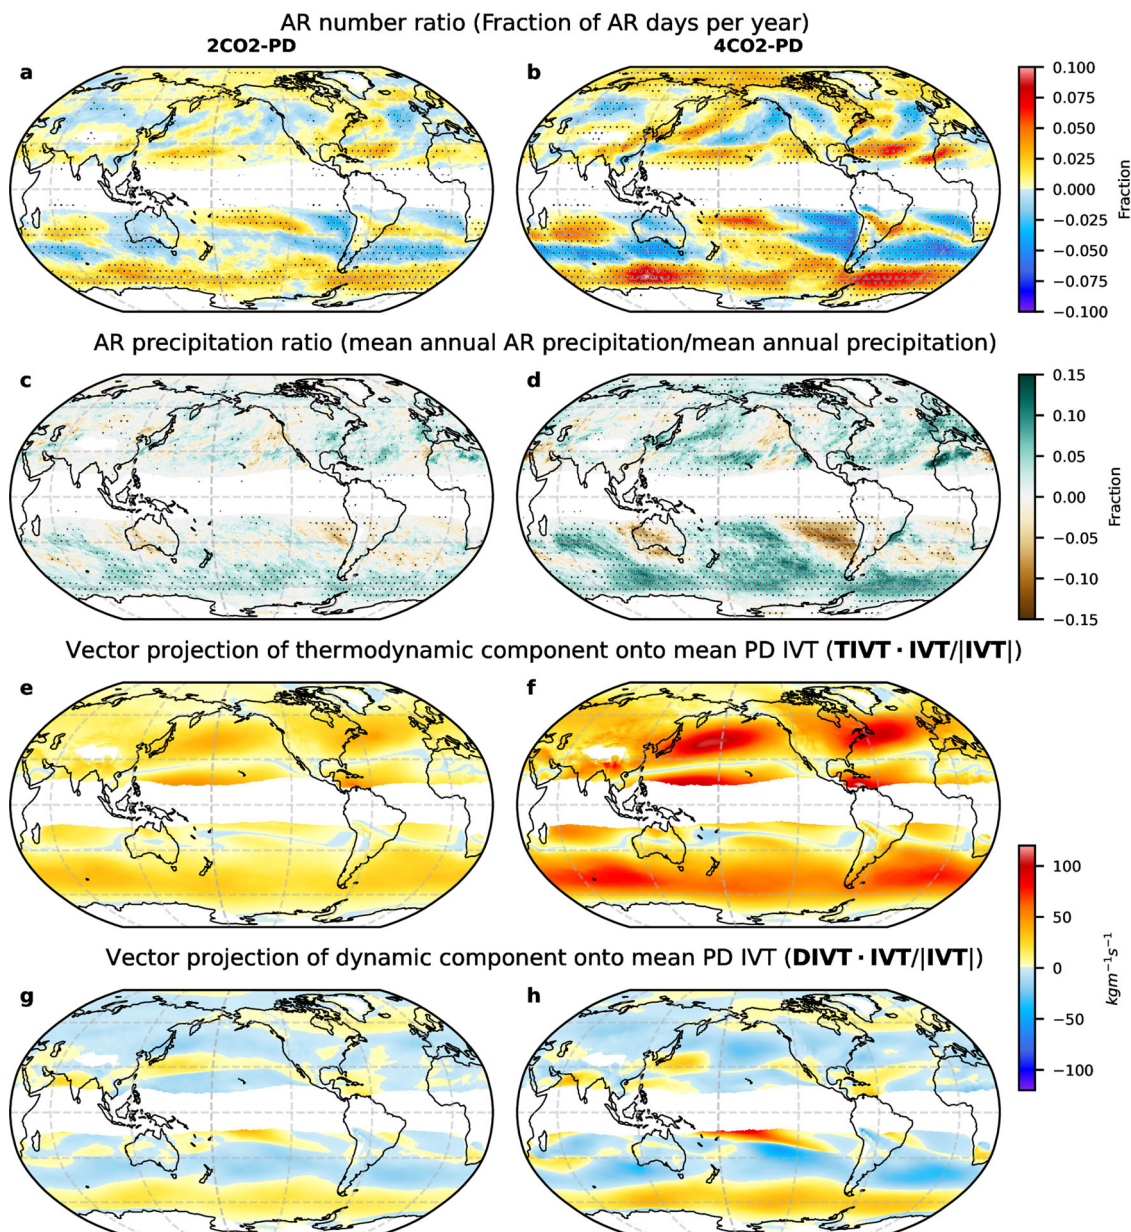 AR number ratio (Fraction of AR days per year)
2CO2-PD
4CO2-PD
a
b
0.100
0.075
0.050
0.025
0.000
−0.025
−0.050
−0.075
−0.100
Fraction
AR precipitation ratio (mean annual AR precipitation/mean annual precipitation)
c
d
0.15
0.10
0.05
0.00
−0.05
−0.10
−0.15
Fraction
Vector projection of thermodynamic component onto mean PD IVT (TIVT · IVT/|IVT|)
e
f
100
50
0
−50
−100
kgm⁻¹s⁻¹
Vector projection of dynamic component onto mean PD IVT (DIVT · IVT/|IVT|)
g
h